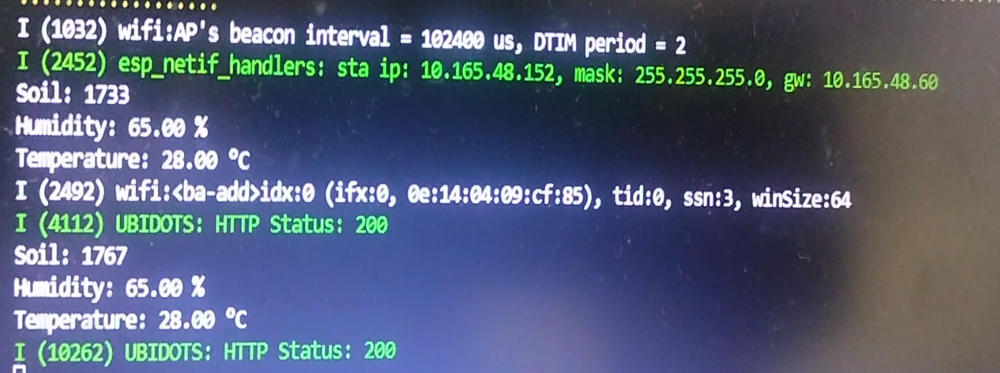 I (1032) wifi:AP's beacon interval = 102400 us, DTIM period = 2
I (2452) esp_netif_handlers: sta ip: 10.165.48.152, mask: 255.255.255.0, gw: 10.165.48.60
Soil: 1733
Humidity: 65.00 %
Temperature: 28.00 ºC
I (2492) wifi:<ba-add>idx:0 (ifx:0, 0e:14:04:09:cf:85), tid:0, ssn:3, winSize:64
I (4112) UBIDOTS: HTTP Status: 200
Soil: 1767
Humidity: 65.00 %
Temperature: 28.00 ºC
I (10262) UBIDOTS: HTTP Status: 200